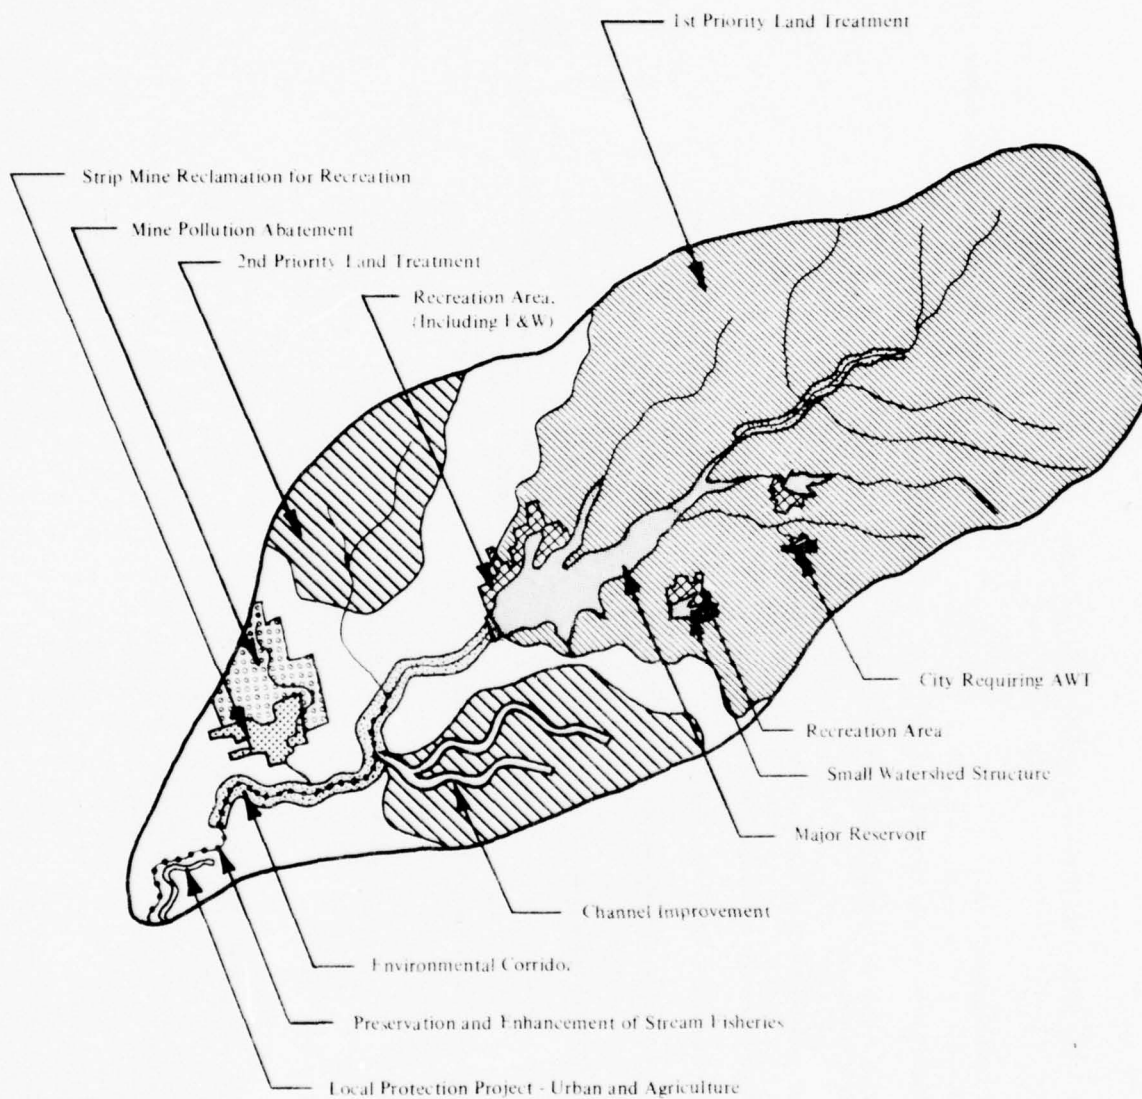 1st Priority Land Treatment
Strip Mine Reclamation for Recreation
Mine Pollution Abatement
2nd Priority Land Treatment
Recreation Area,
(Including F&W)
City Requiring AWT
Recreation Area
Small Watershed Structure
Major Reservoir
Channel Improvement
Environmental Corridor
Preservation and Enhancement of Stream Fisheries
Local Protection Project - Urban and Agriculture